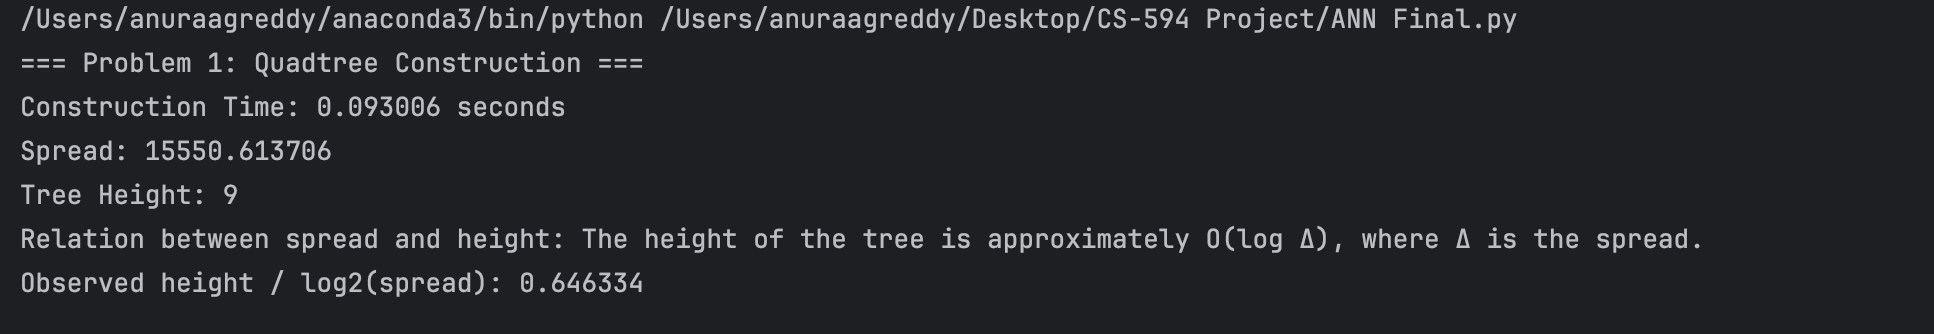 /Users/anuraagreddy/anaconda3/bin/python /Users/anuraagreddy/Desktop/CS-594 Project/ANN Final.py
=== Problem 1: Quadtree Construction ===
Construction Time: 0.093006 seconds
Spread: 15550.613706
Tree Height: 9
Relation between spread and height: The height of the tree is approximately O(log Δ), where Δ is the spread.
Observed height / log2(spread): 0.646334